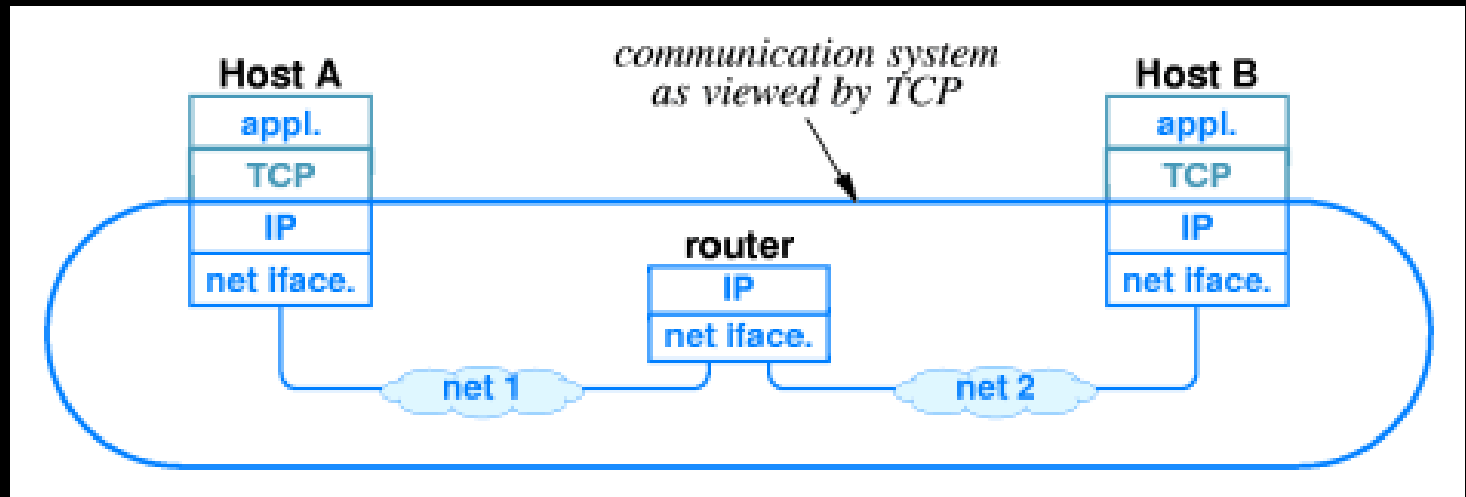 communication system
as viewed by TCP
Host A
appl.
TCP
IP
net iface.
router
IP
net iface.
Host B
appl.
TCP
IP
net iface.
net 1
net 2